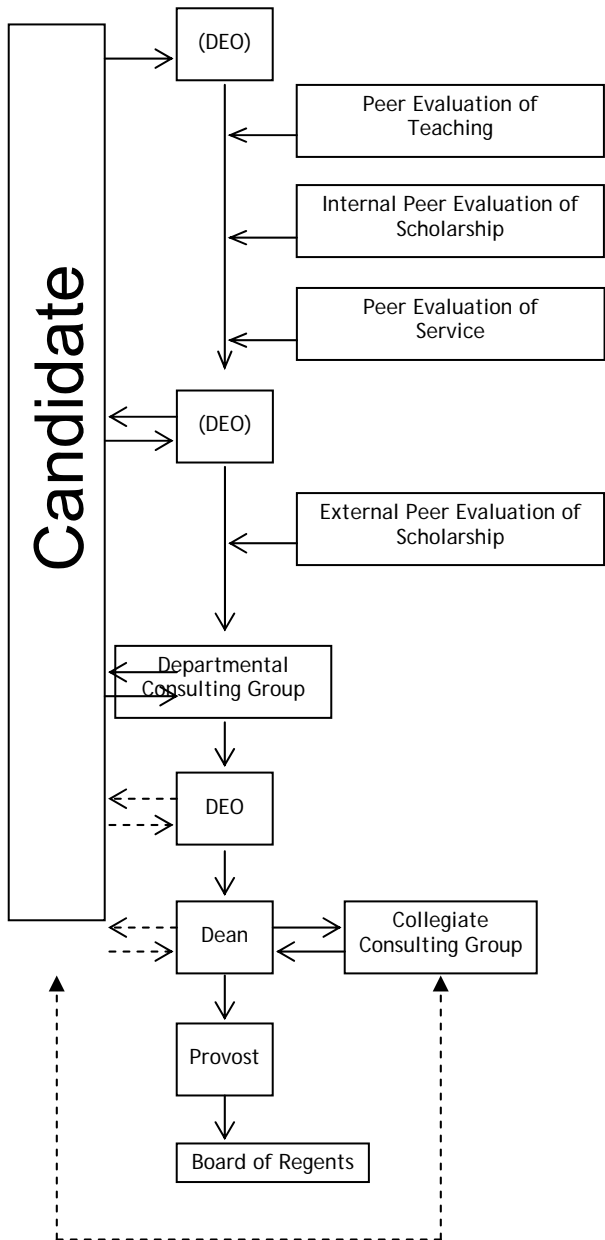 Candidate
(DEO)
Peer Evaluation of
Teaching
Internal Peer Evaluation of
Scholarship
Peer Evaluation of
Service
(DEO)
External Peer Evaluation of
Scholarship
Departmental
Consulting Group
DEO
Dean
Collegiate
Consulting Group
Provost
Board of Regents